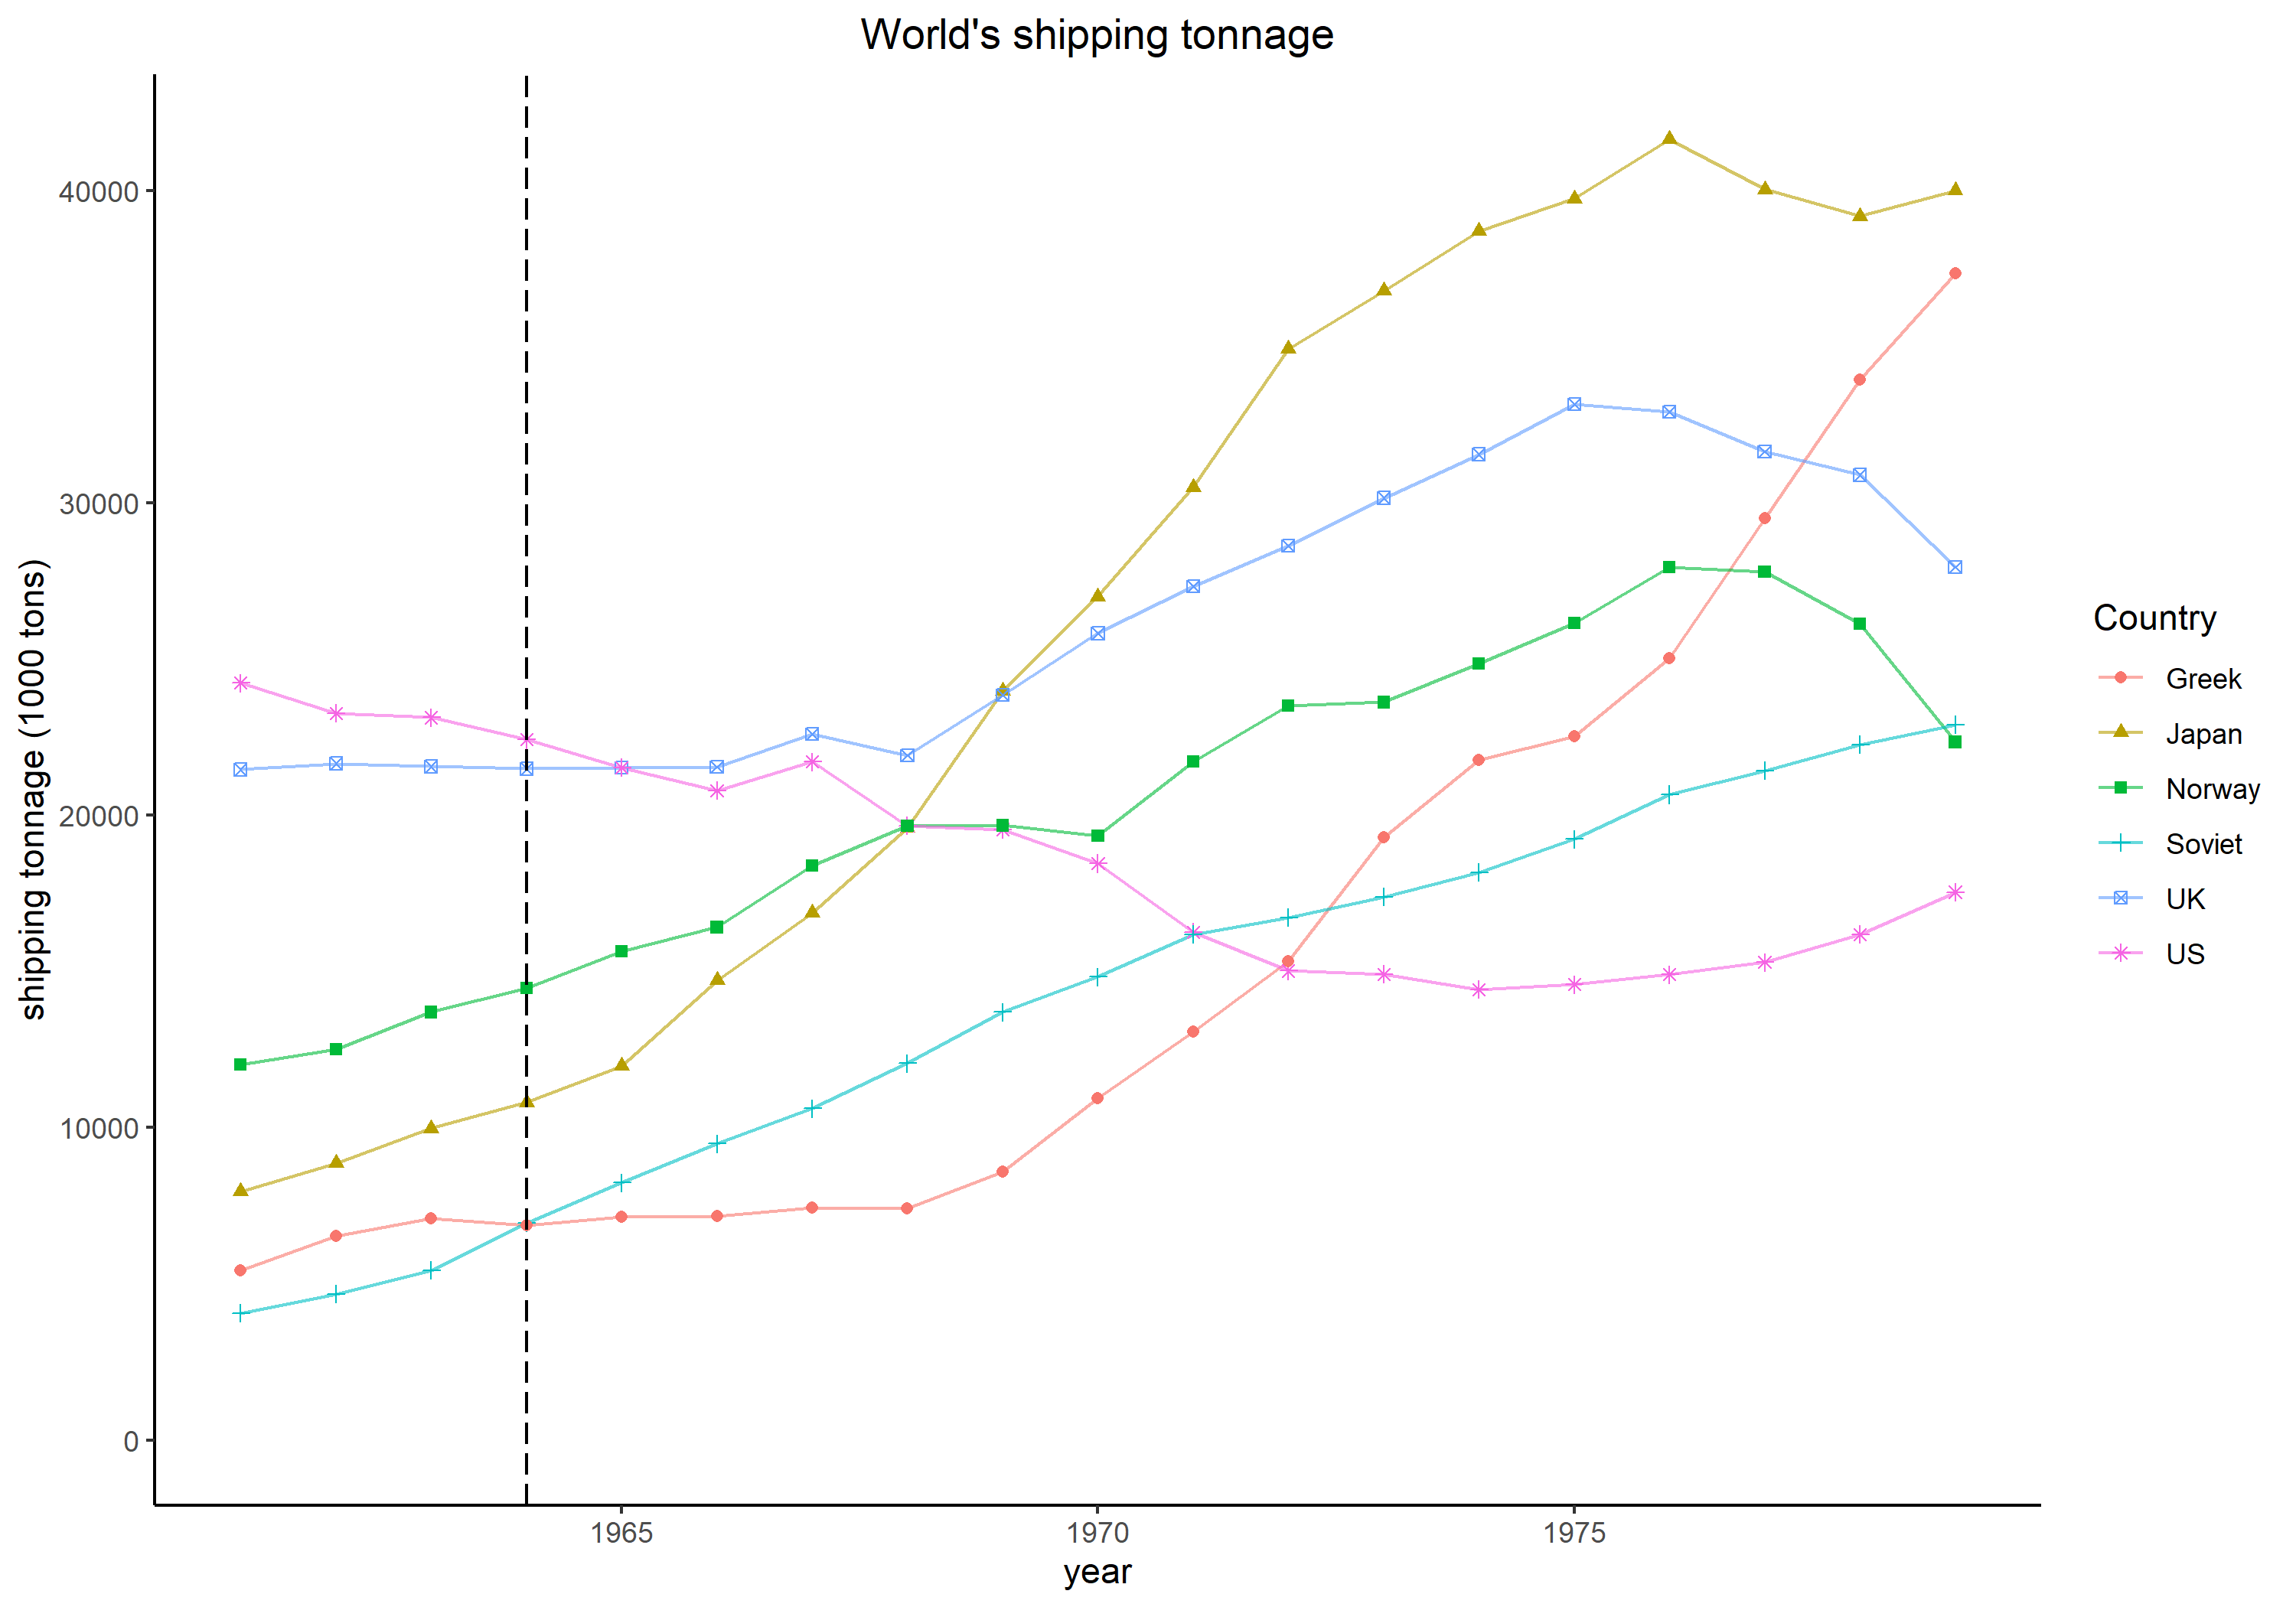 World's shipping tonnage
shipping tonnage (1000 tons)
40000
30000
20000
10000
0
1965
1970
1975
year
Country
Greek
Japan
Norway
Soviet
UK
US